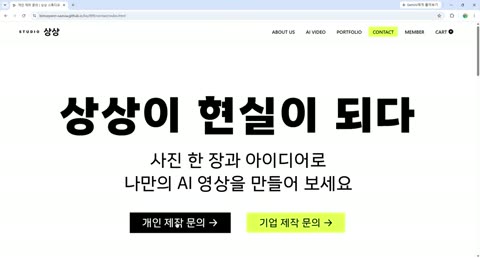 STUDIO 상상
ABOUT US
AI VIDEO
PORTFOLIO
CONTACT
MEMBER
CART
상상이 현실이 되다
사진 한 장과 아이디어로
나만의 AI 영상을 만들어 보세요
개인 제작 문의 →
기업 제작 문의 →